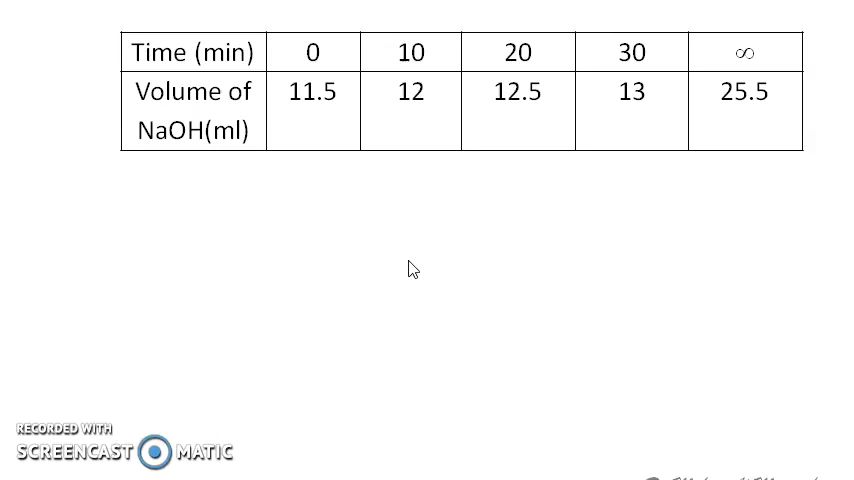 Time (min) 0 10 20 30 ∞
Volume of 11.5 12 12.5 13 25.5
NaOH(ml)
RECORDED WITH
SCREENCAST MATIC